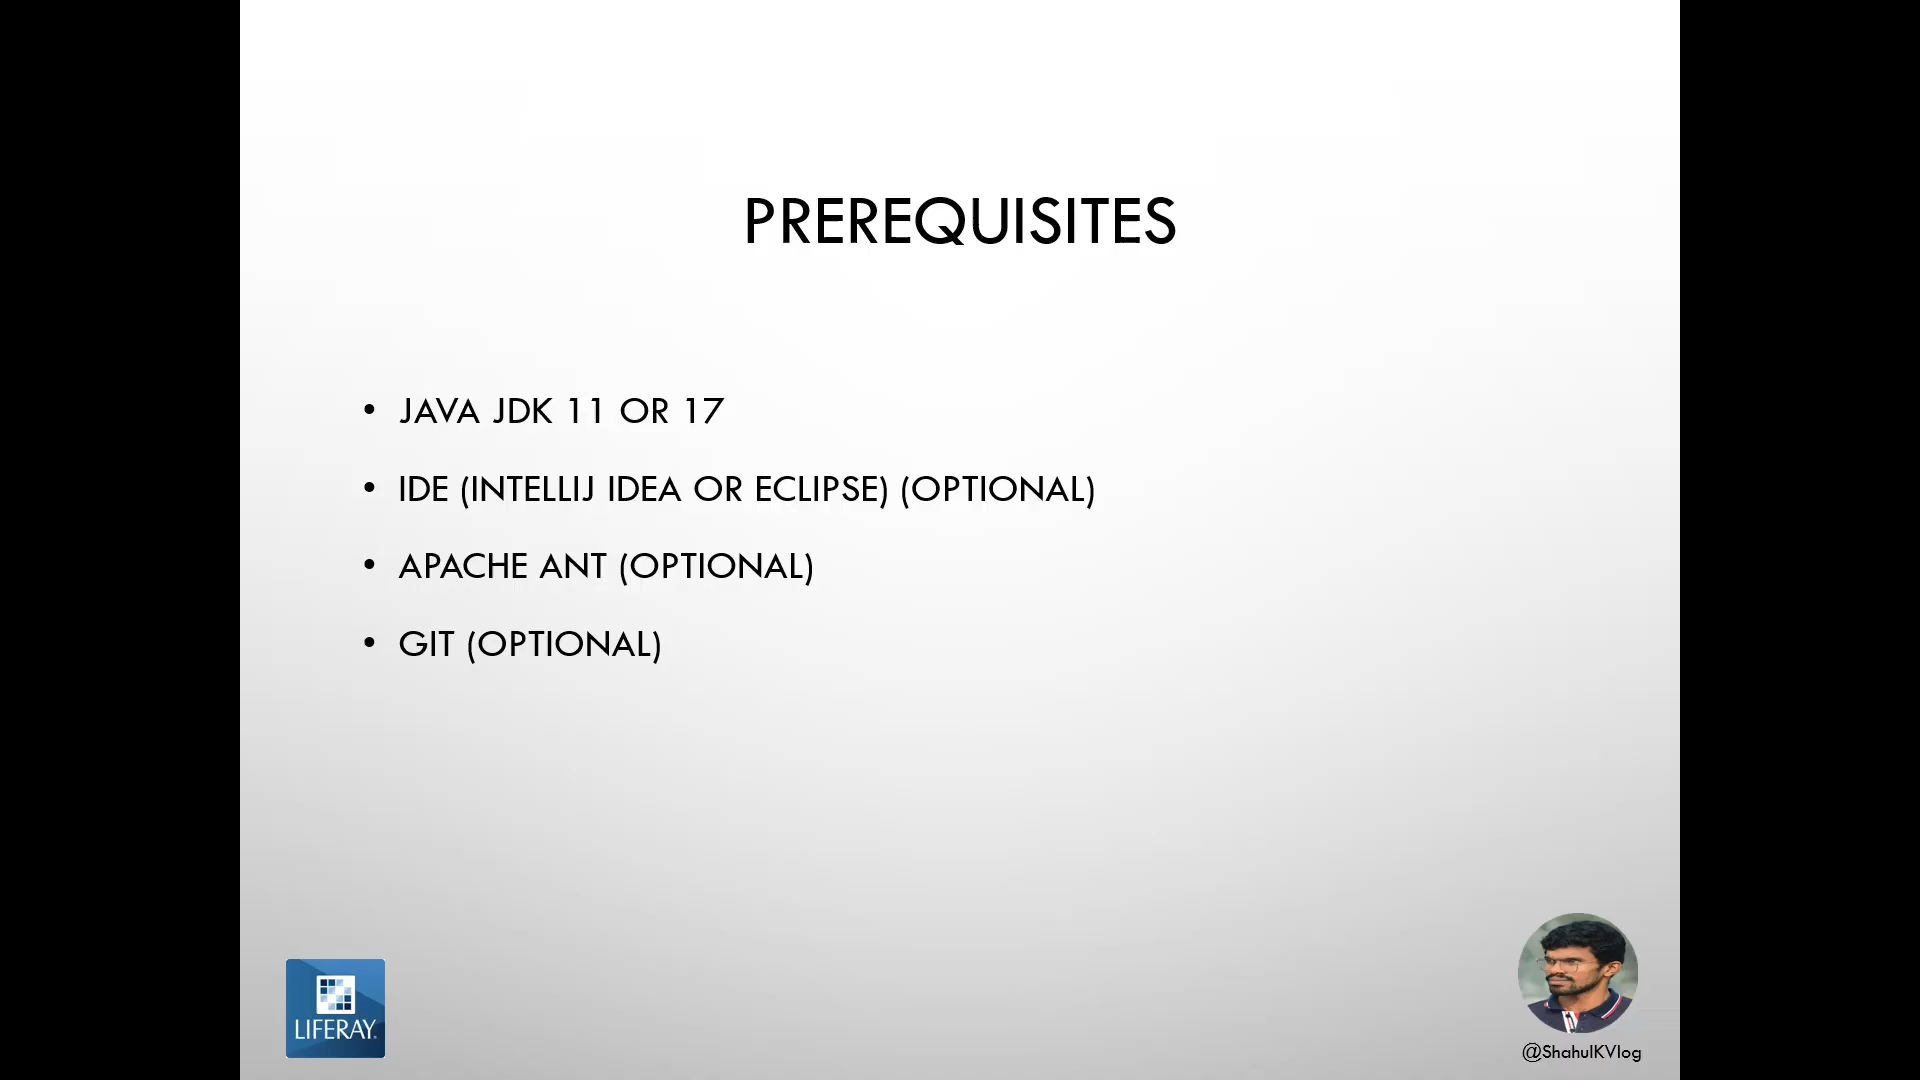 PREREQUISITES
• JAVA JDK 11 OR 17
• IDE (INTELLIJ IDEA OR ECLIPSE) (OPTIONAL)
• APACHE ANT (OPTIONAL)
• GIT (OPTIONAL)
LIFERAY.
@ShahulKVlog